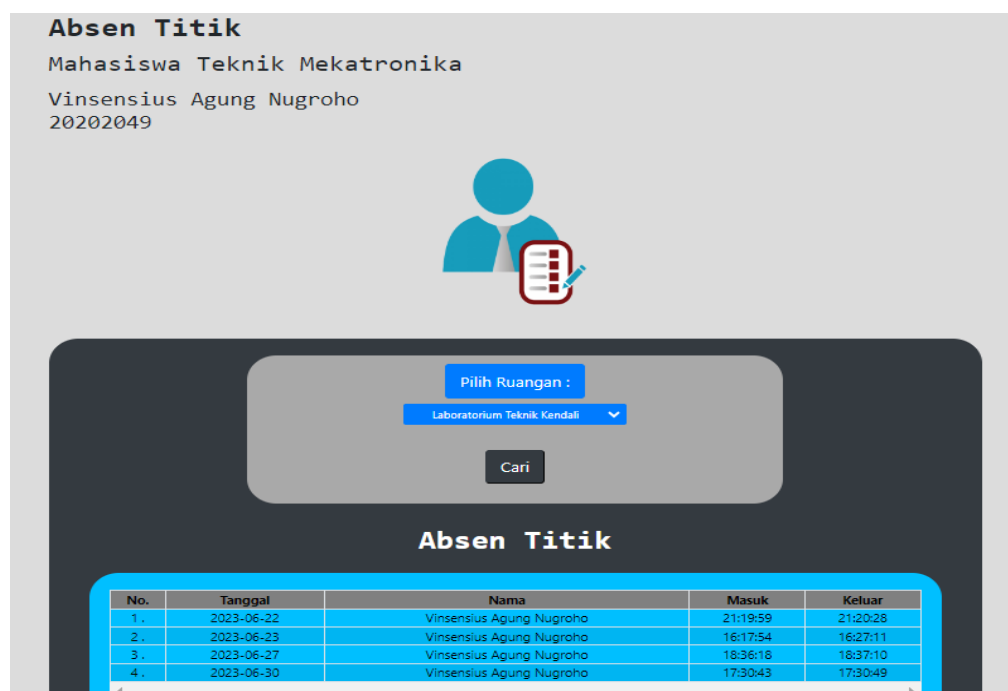 Absen Titik
Mahasiswa Teknik Mekatronika
Vinsensius Agung Nugroho
20202049
Pilih Ruangan :
Laboratorium Teknik Kendali
Cari
Absen Titik
No. Tanggal Nama Masuk Keluar
1 . 2023-06-22 Vinsensius Agung Nugroho 21:19:59 21:20:28
2 . 2023-06-23 Vinsensius Agung Nugroho 16:17:54 16:27:11
3 . 2023-06-27 Vinsensius Agung Nugroho 18:36:18 18:37:10
4 . 2023-06-30 Vinsensius Agung Nugroho 17:30:43 17:30:49